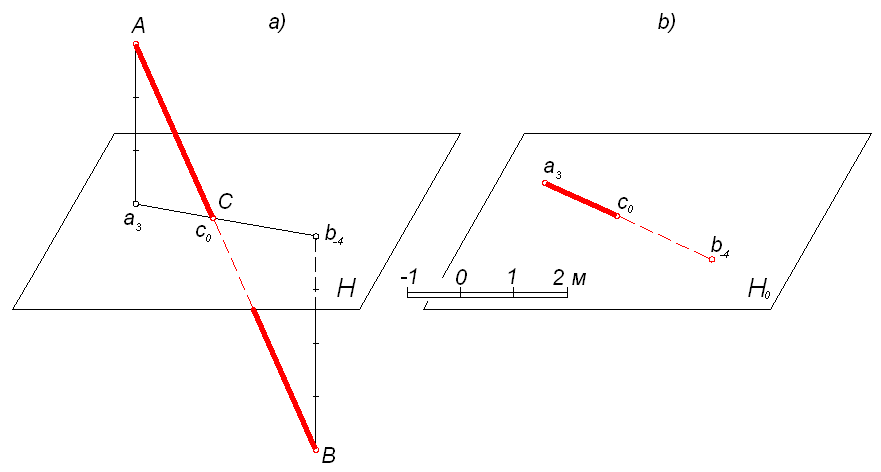 a)
b)
A
a₃
C
c₀
b₋₄
H
B
a₃
c₀
b₋₄
-1 0 1 2 м
H₀